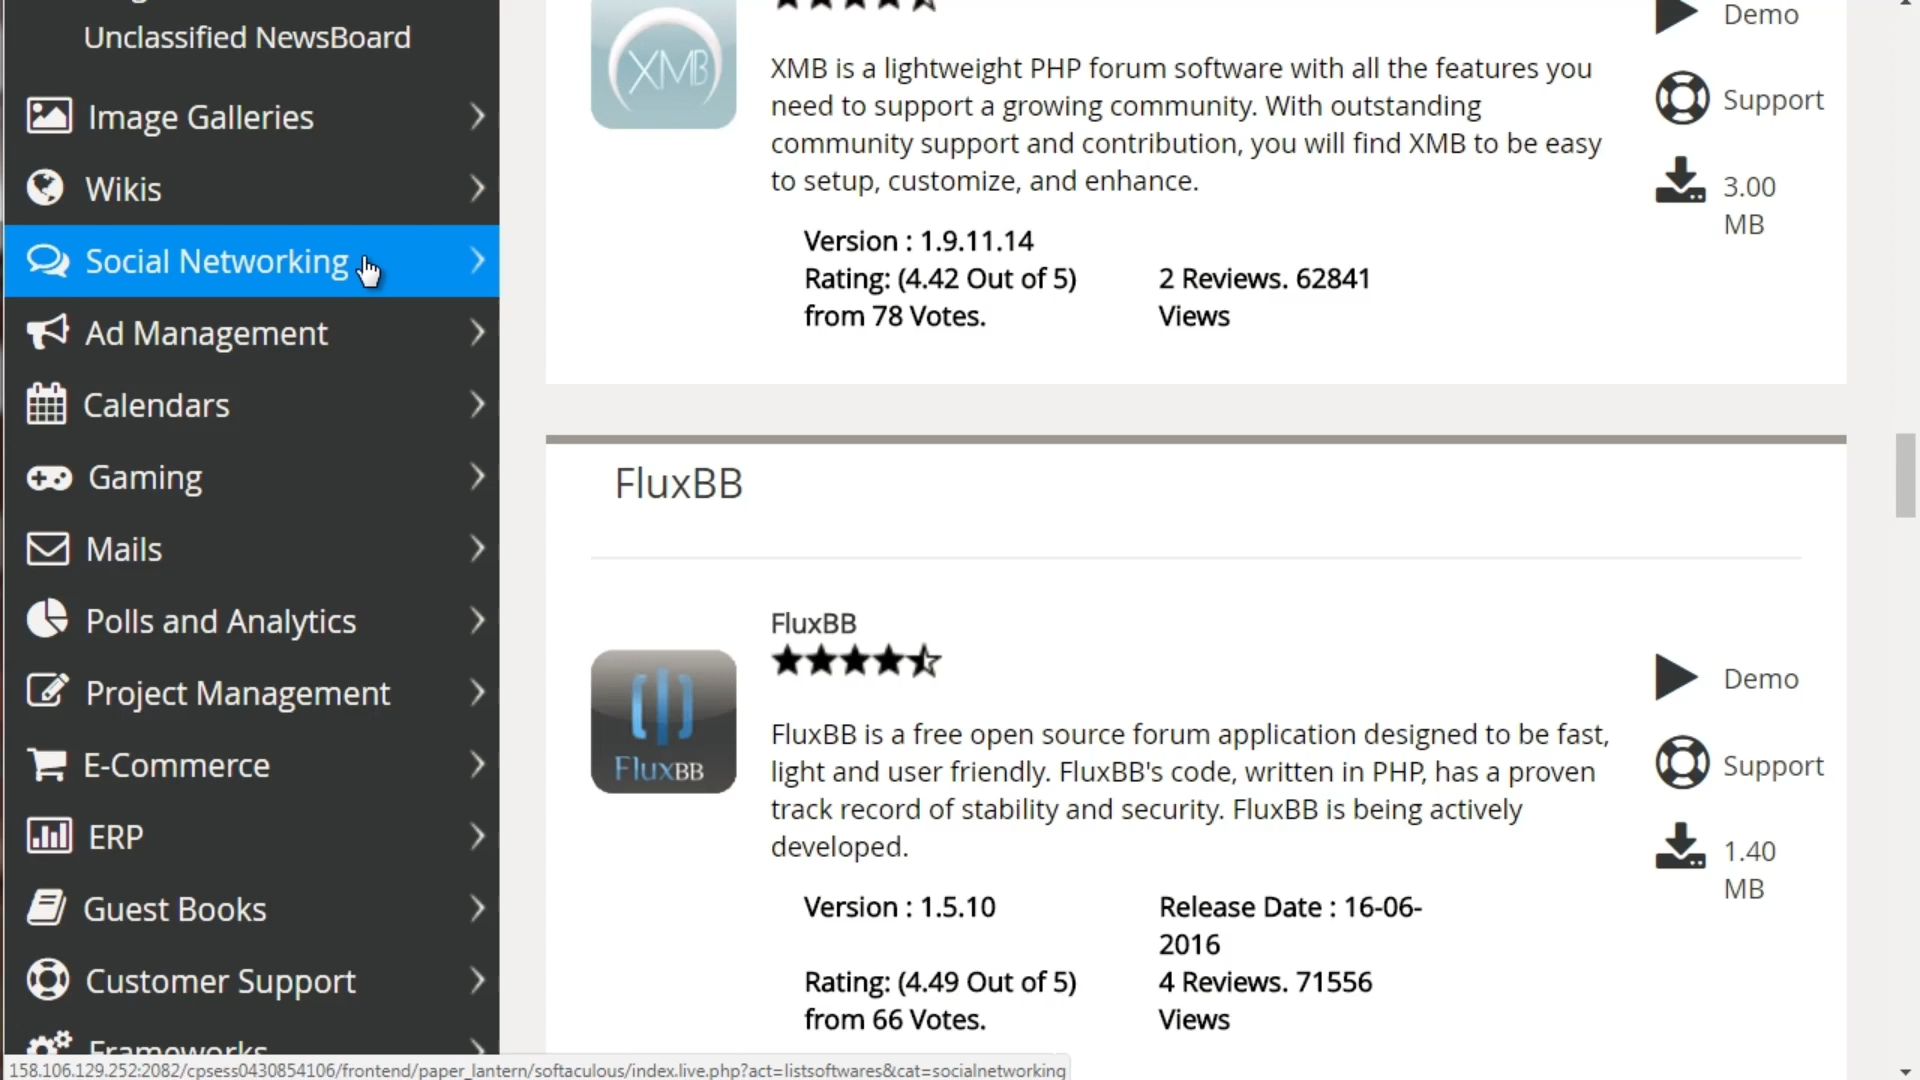 Unclassified NewsBoard
Image Galleries
Wikis
Social Networking
Ad Management
Calendars
Gaming
Mails
Polls and Analytics
Project Management
E-Commerce
ERP
Guest Books
Customer Support
Frameworks
XMB
XMB is a lightweight PHP forum software with all the features you
need to support a growing community. With outstanding
community support and contribution, you will find XMB to be easy
to setup, customize, and enhance.
Version : 1.9.11.14
Rating: (4.42 Out of 5)
from 78 Votes.
2 Reviews. 62841
Views
Demo
Support
3.00
MB
FluxBB
FluxBB
FluxBB
FluxBB is a free open source forum application designed to be fast,
light and user friendly. FluxBB's code, written in PHP, has a proven
track record of stability and security. FluxBB is being actively
developed.
Version : 1.5.10
Release Date : 16-06-
2016
Rating: (4.49 Out of 5)
from 66 Votes.
4 Reviews. 71556
Views
Demo
Support
1.40
MB
158.106.129.252:2082/cpsess0430854106/frontend/paper_lantern/softaculous/index.live.php?act=listsoftwares&cat=socialnetworking